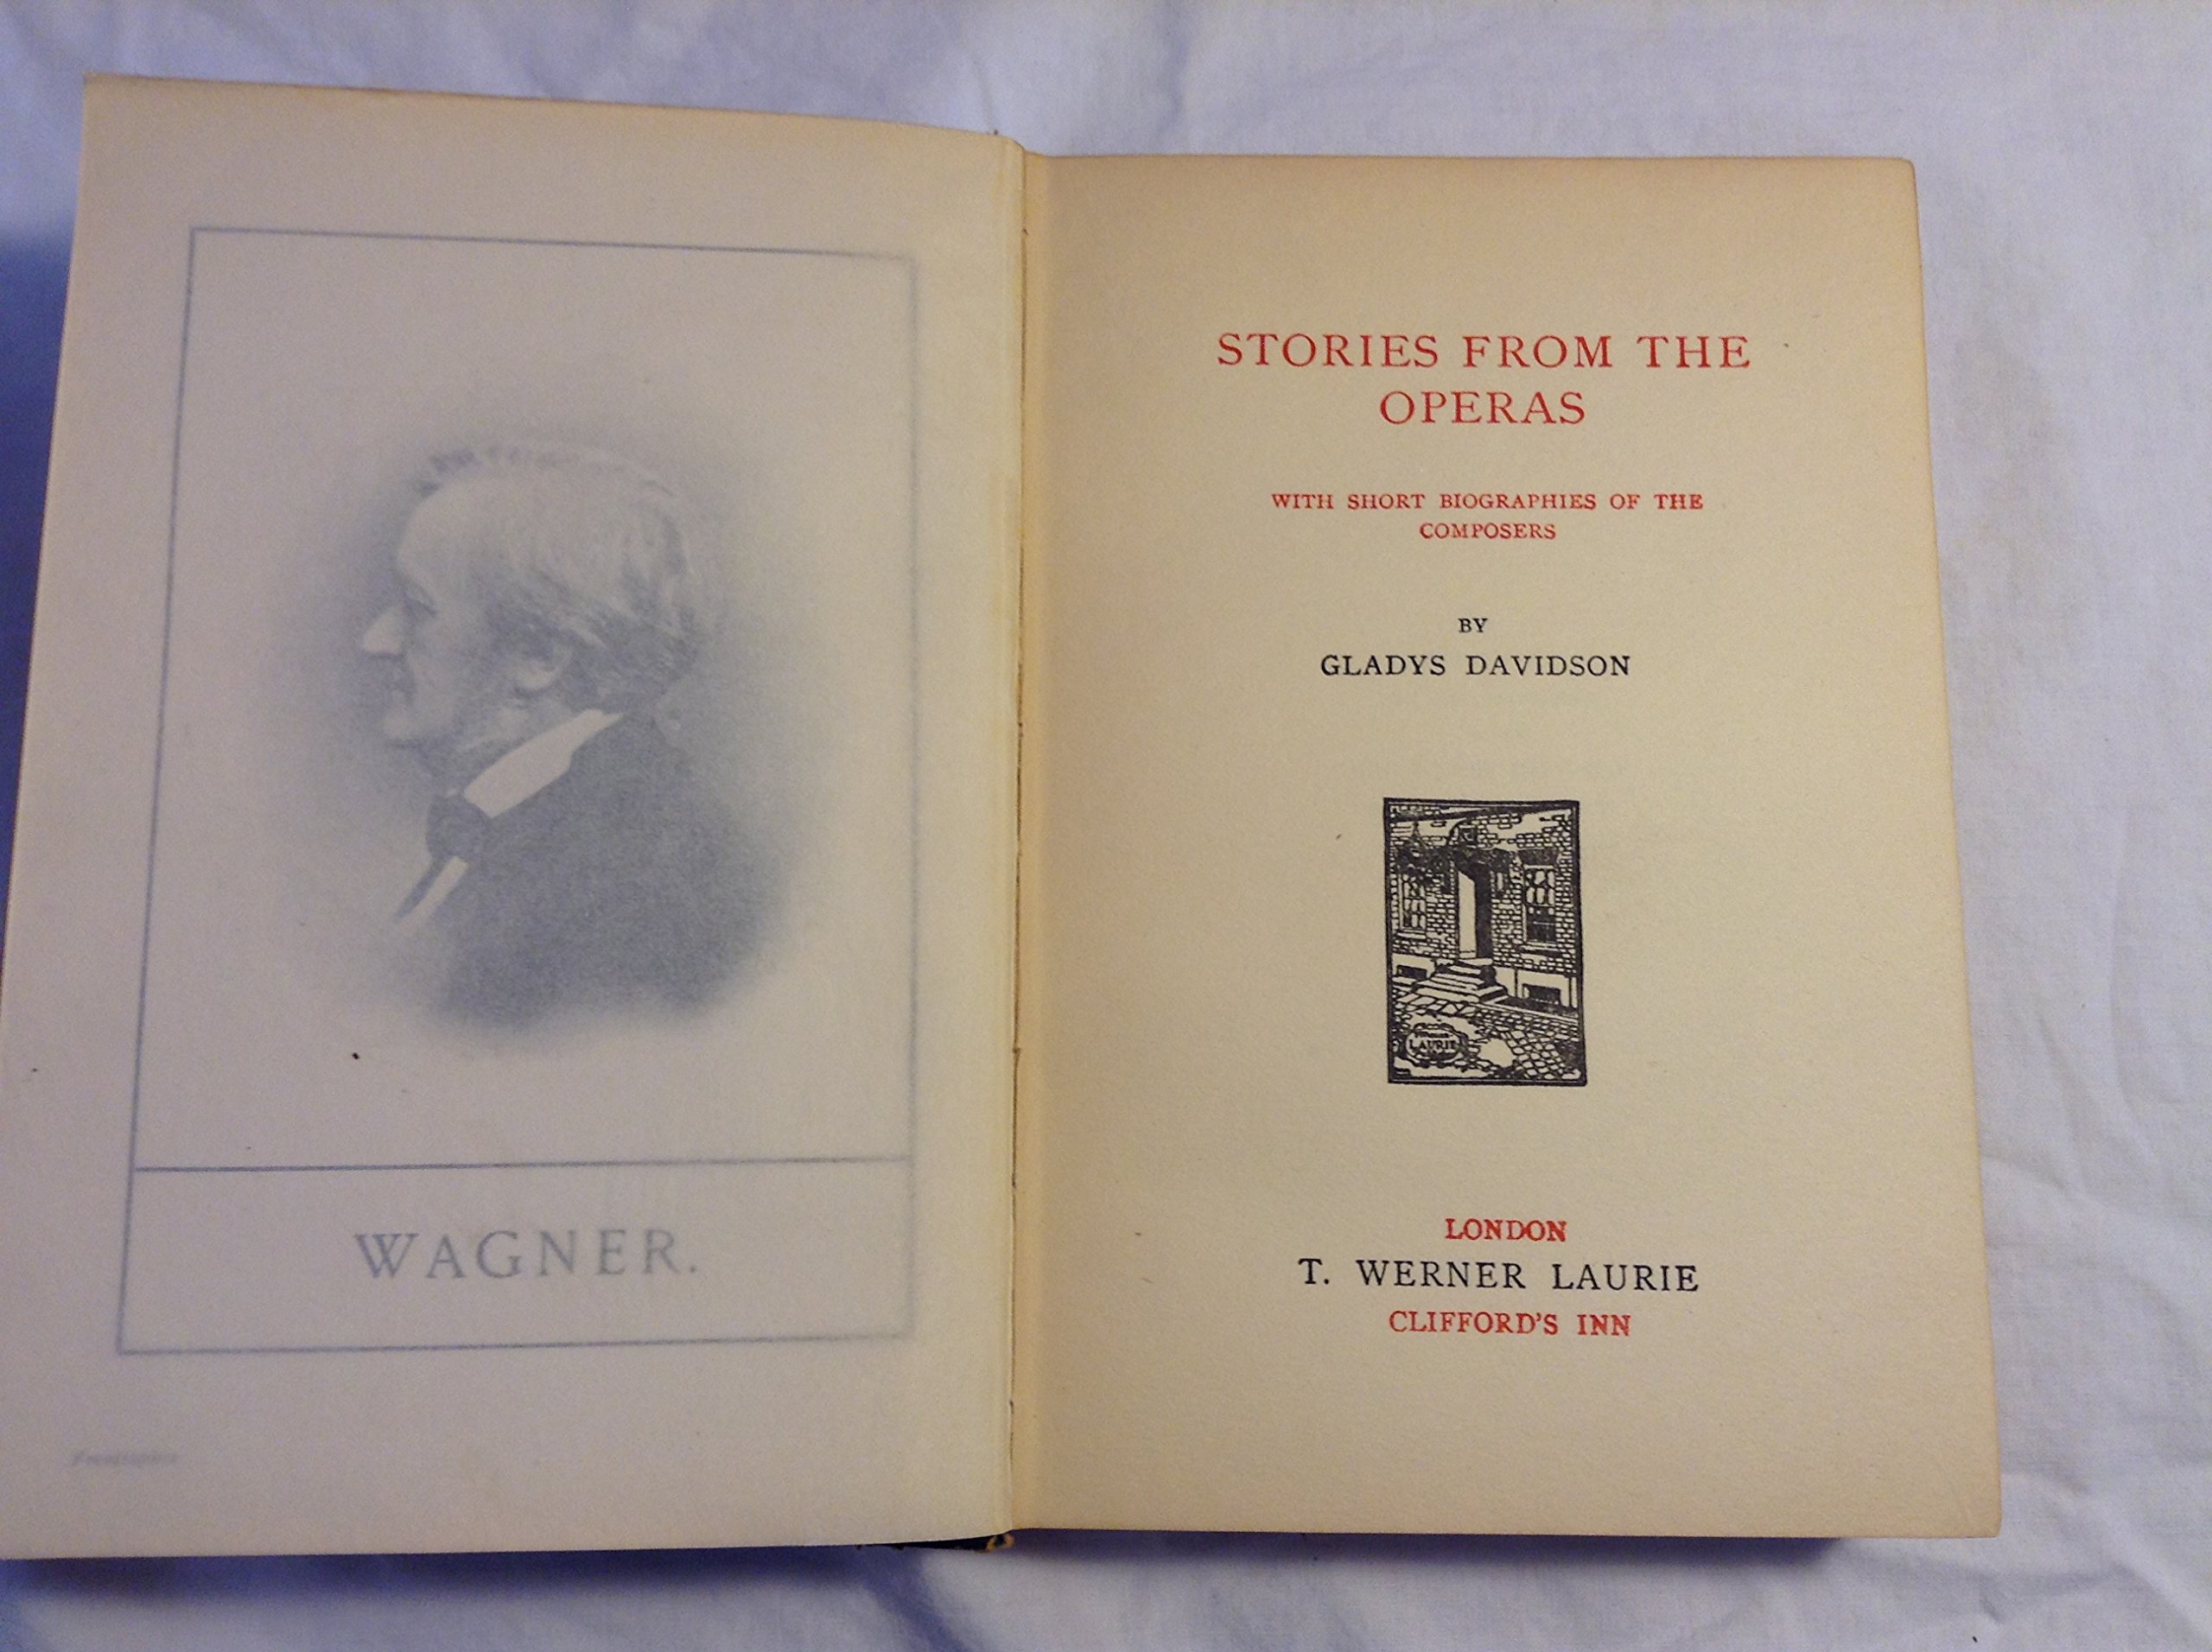 WAGNER.
Frontispiece
STORIES FROM THE
OPERAS
WITH SHORT BIOGRAPHIES OF THE
COMPOSERS
BY
GLADYS DAVIDSON
LAURIE
LONDON
T. WERNER LAURIE
CLIFFORD'S INN